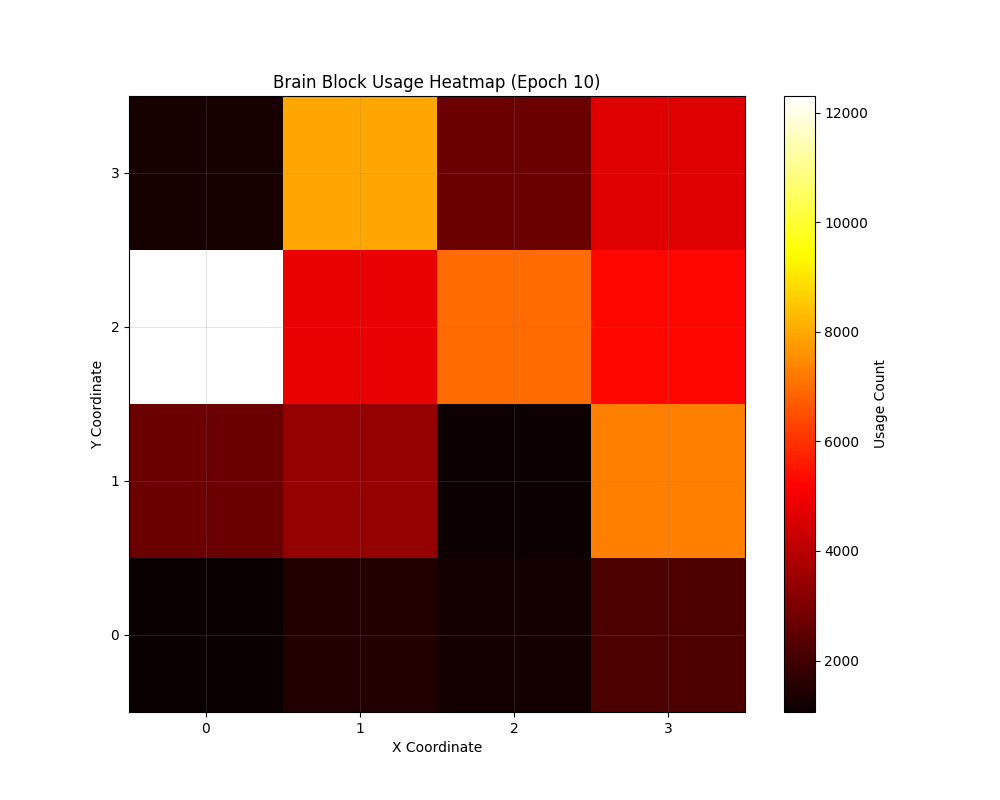 Brain Block Usage Heatmap (Epoch 10)
3
2
1
0
Y Coordinate
0 1 2 3
X Coordinate
12000
10000
8000
6000
4000
2000
Usage Count